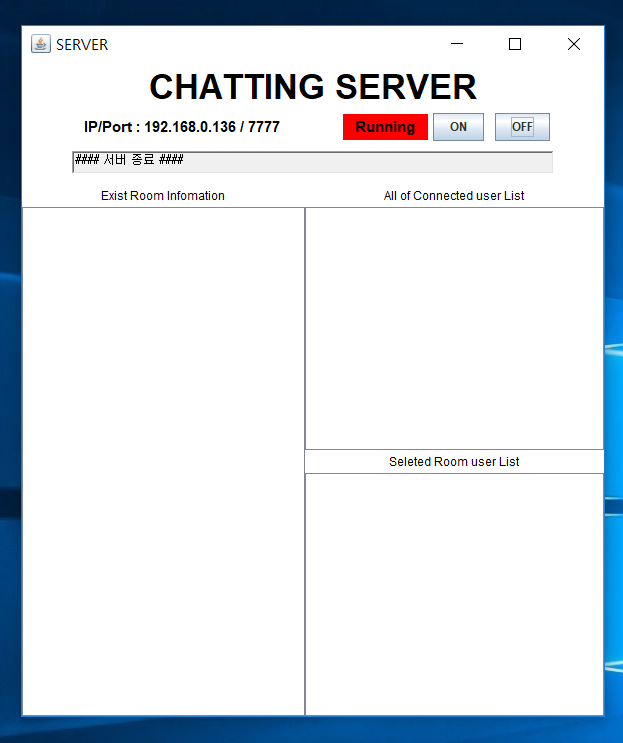 SERVER
CHATTING SERVER
IP/Port : 192.168.0.136 / 7777 Running ON OFF
#### 서버 종료 ####
Exist Room Infomation All of Connected user List
Seleted Room user List